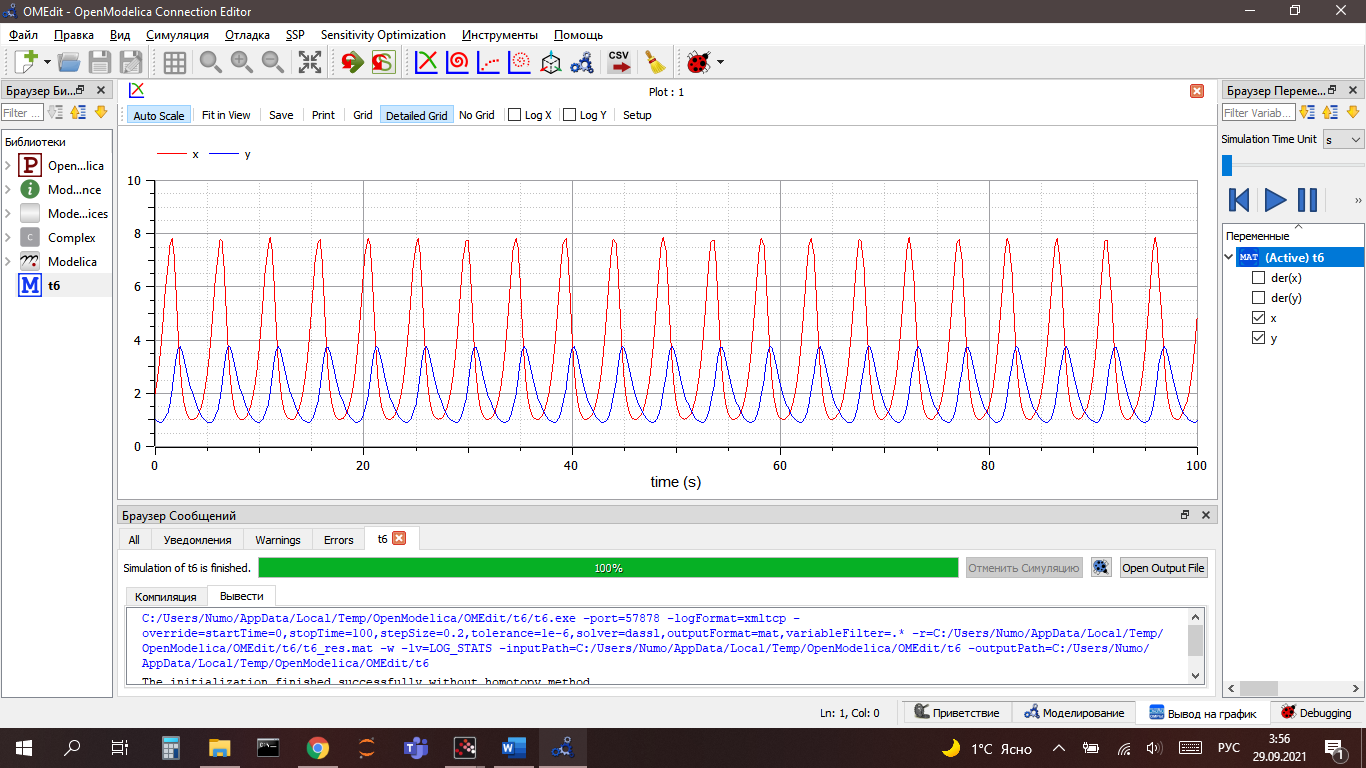 OMEdit - OpenModelica Connection Editor
Файл Правка Вид Симуляция Отладка SSP Sensitivity Optimization Инструменты Помощь
CSV
Браузер Би...
Filter ...
Библиотеки
P Open...lica
i Mod...nce
Mode...ices
C Complex
Modelica
M t6
Plot : 1
Auto Scale Fit in View Save Print Grid Detailed Grid No Grid Log X Log Y Setup
x y
10
8
6
4
2
0
0 20 40 60 80 100
time (s)
Браузер Переме...
Filter Variab...
Simulation Time Unit s
Переменные
MAT (Active) t6
der(x)
der(y)
x
y
Браузер Сообщений
All Уведомления Warnings Errors t6
Simulation of t6 is finished. 100% Отменить Симуляцию Open Output File
Компиляция Вывести
C:/Users/Numo/AppData/Local/Temp/OpenModelica/OMEdit/t6/t6.exe -port=57878 -logFormat=xmltcp -
override=startTime=0,stopTime=100,stepSize=0.2,tolerance=1e-6,solver=dassl,outputFormat=mat,variableFilter=.* -r=C:/Users/Numo/AppData/Local/Temp/
OpenModelica/OMEdit/t6/t6_res.mat -w -lv=LOG_STATS -inputPath=C:/Users/Numo/AppData/Local/Temp/OpenModelica/OMEdit/t6 -outputPath=C:/Users/Numo/
AppData/Local/Temp/OpenModelica/OMEdit/t6
The initialization finished successfully without homotopy method
Ln: 1, Col: 0 Приветствие Моделирование Вывод на график Debugging
1°C Ясно РУС 3:56
29.09.2021 1